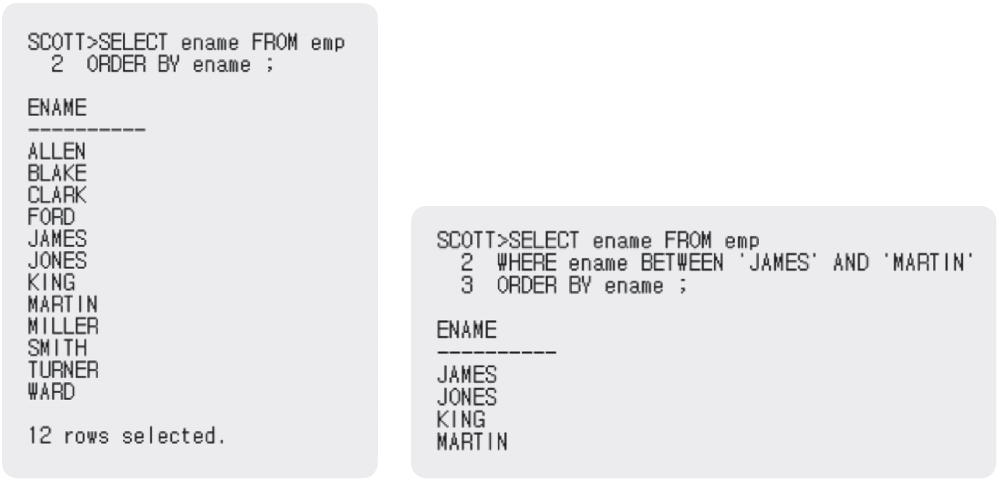 SCOTT>SELECT ename FROM emp
2 ORDER BY ename ;
ENAME
----------
ALLEN
BLAKE
CLARK
FORD
JAMES
JONES
KING
MARTIN
MILLER
SMITH
TURNER
WARD
12 rows selected.
SCOTT>SELECT ename FROM emp
2 WHERE ename BETWEEN 'JAMES' AND 'MARTIN'
3 ORDER BY ename ;
ENAME
----------
JAMES
JONES
KING
MARTIN